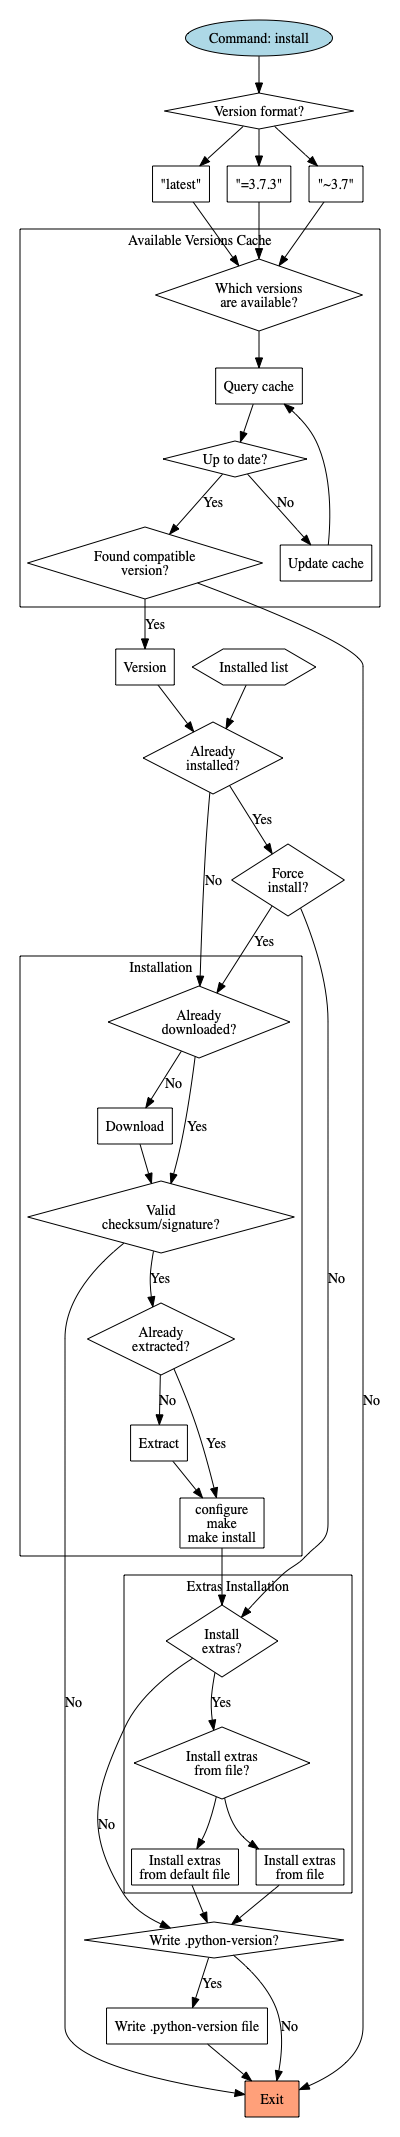 Command: install
Version format?
"latest"
"=3.7.3"
"~3.7"
Available Versions Cache
Which versions
are available?
Query cache
Up to date?
Yes
No
Found compatible
version?
Update cache
Yes
Version
Installed list
Already
installed?
Yes
No
Force
install?
Yes
Installation
Already
downloaded?
No
Download
Yes
Valid
checksum/signature?
Yes
No
Already
extracted?
No
No
Extract
Yes
configure
make
make install
Extras Installation
Install
extras?
No
Yes
Install extras
from file?
No
Install extras
from default file
Install extras
from file
Write .python-version?
Yes
No
Write .python-version file
Exit